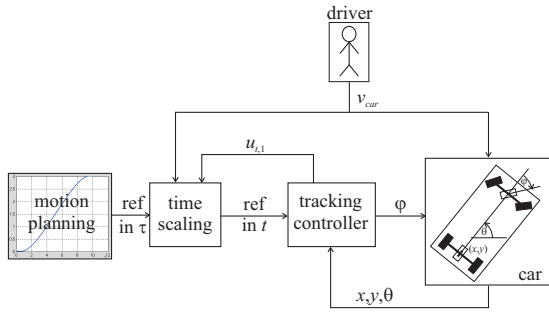 driver
v_car
u_t,1
motion
planning
ref
in τ
time
scaling
ref
in t
tracking
controller
φ
φ
θ
(x,y)
car
x,y,θ